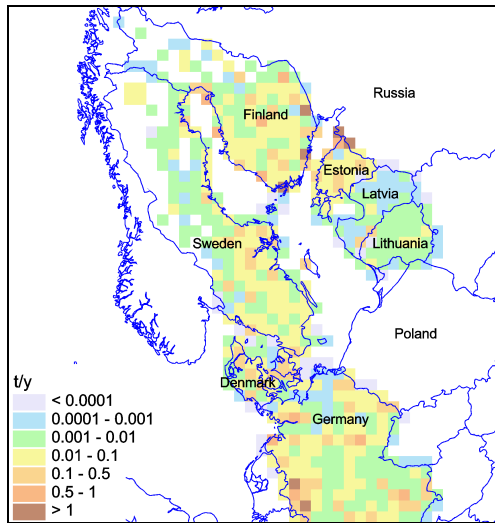 Russia
Finland
Estonia
Latvia
Lithuania
Sweden
Poland
Denmark
Germany
t/y
< 0.0001
0.0001 - 0.001
0.001 - 0.01
0.01 - 0.1
0.1 - 0.5
0.5 - 1
> 1